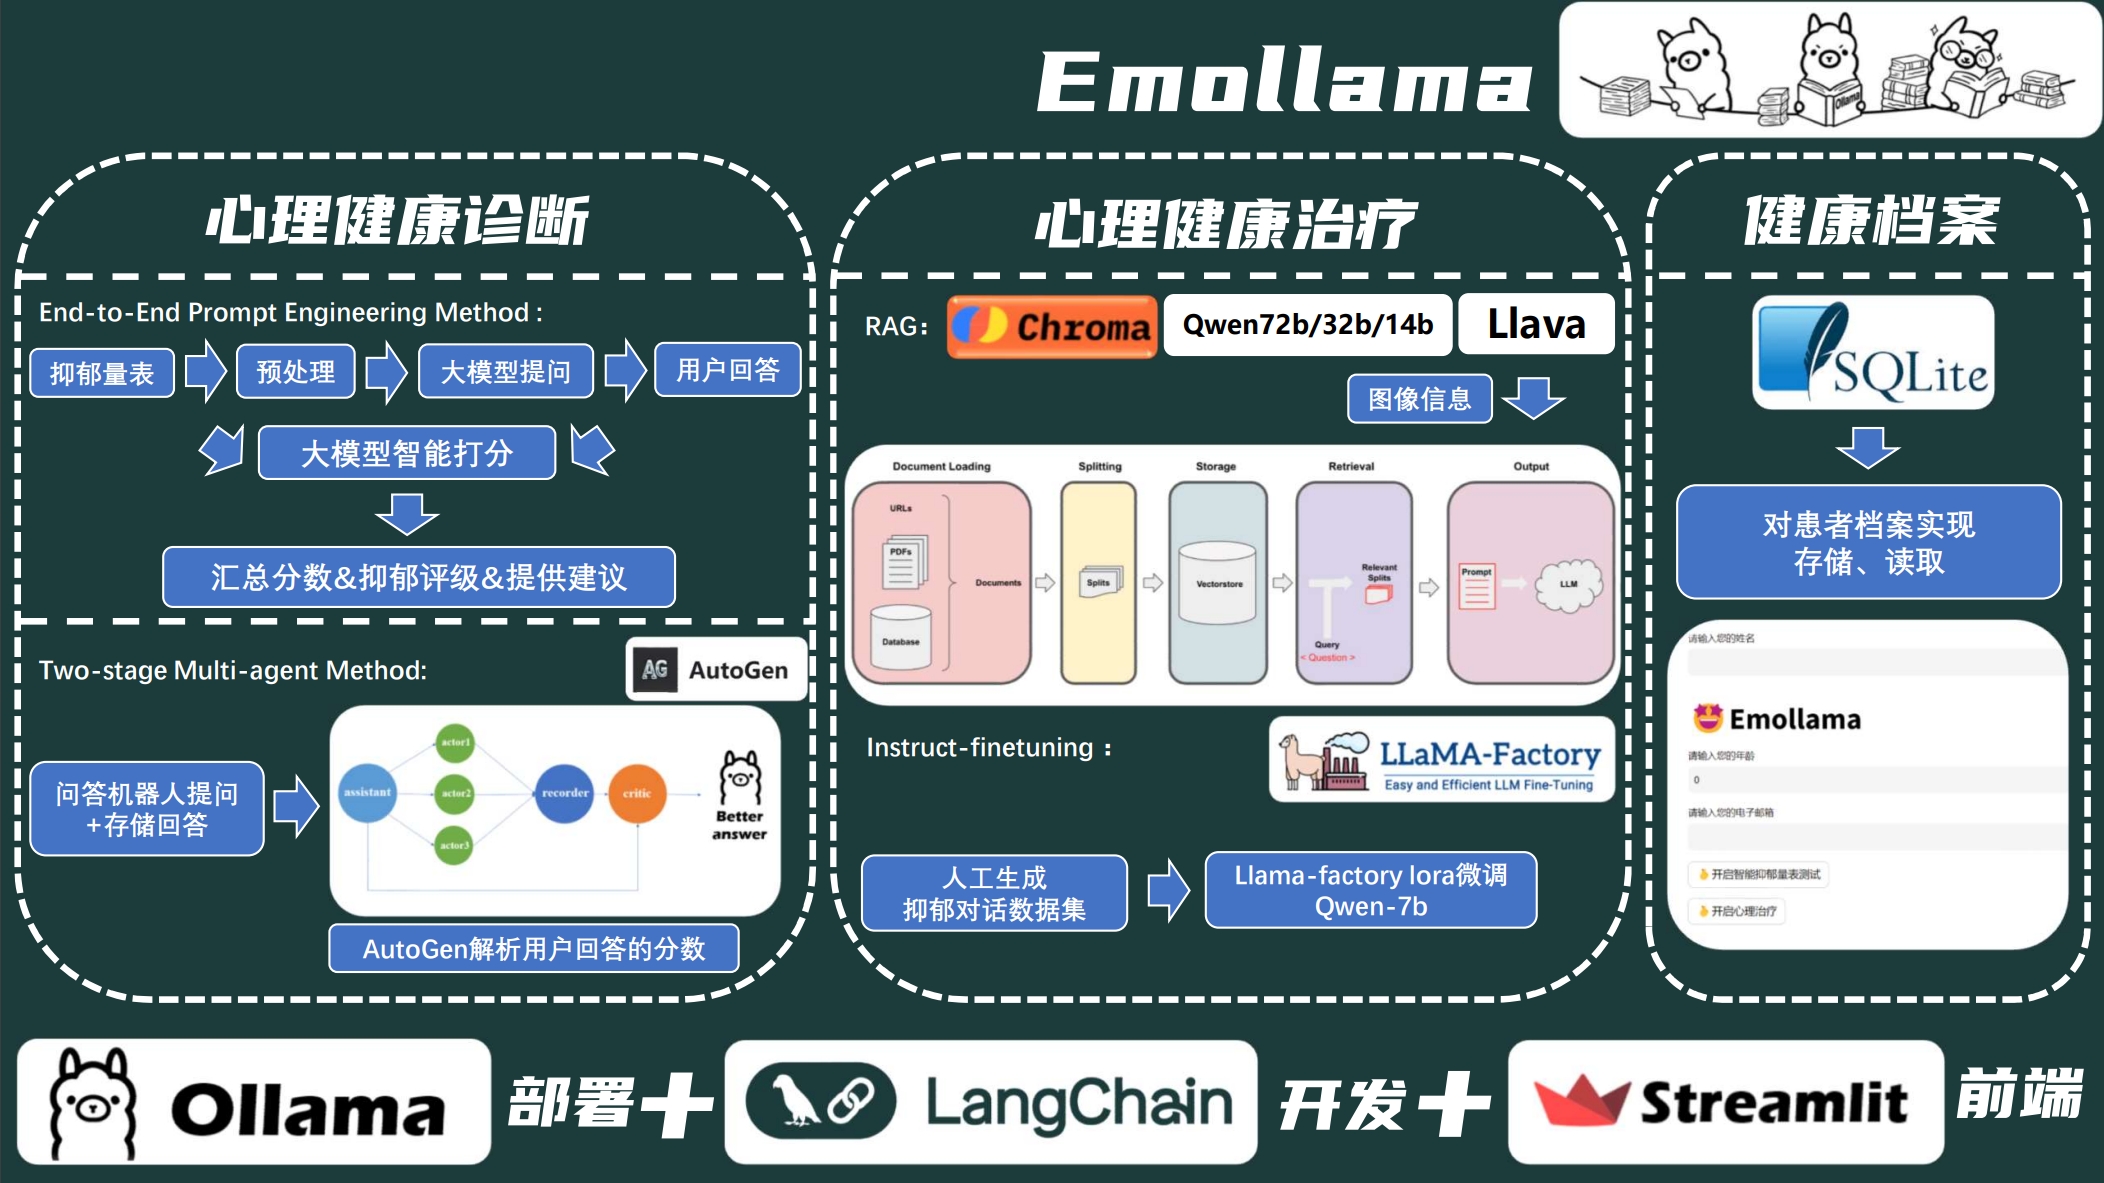 Emollama
Ollama
心理健康诊断
End-to-End Prompt Engineering Method :
抑郁量表
预处理
大模型提问
用户回答
大模型智能打分
汇总分数&抑郁评级&提供建议
Two-stage Multi-agent Method:
AG
AutoGen
问答机器人提问
+存储回答
assistant
actor1
actor2
actor3
recorder
critic
Better
answer
AutoGen解析用户回答的分数
心理健康治疗
RAG：
Chroma
Qwen72b/32b/14b
Llava
图像信息
Document Loading
Splitting
Storage
Retrieval
Output
URLs
PDFs
Database
Documents
Splits
Vectorstore
Relevant
Splits
Query
< Question >
Prompt
LLM
Instruct-finetuning：
LLaMA-Factory
Easy and Efficient LLM Fine-Tuning
人工生成
抑郁对话数据集
Llama-factory lora微调
Qwen-7b
健康档案
SQLite
对患者档案实现
存储、读取
请输入您的姓名
Emollama
请输入您的年龄
0
请输入您的电子邮箱
开启智能抑郁量表测试
开启心理治疗
Ollama
部署+
LangChain
开发+
Streamlit
前端